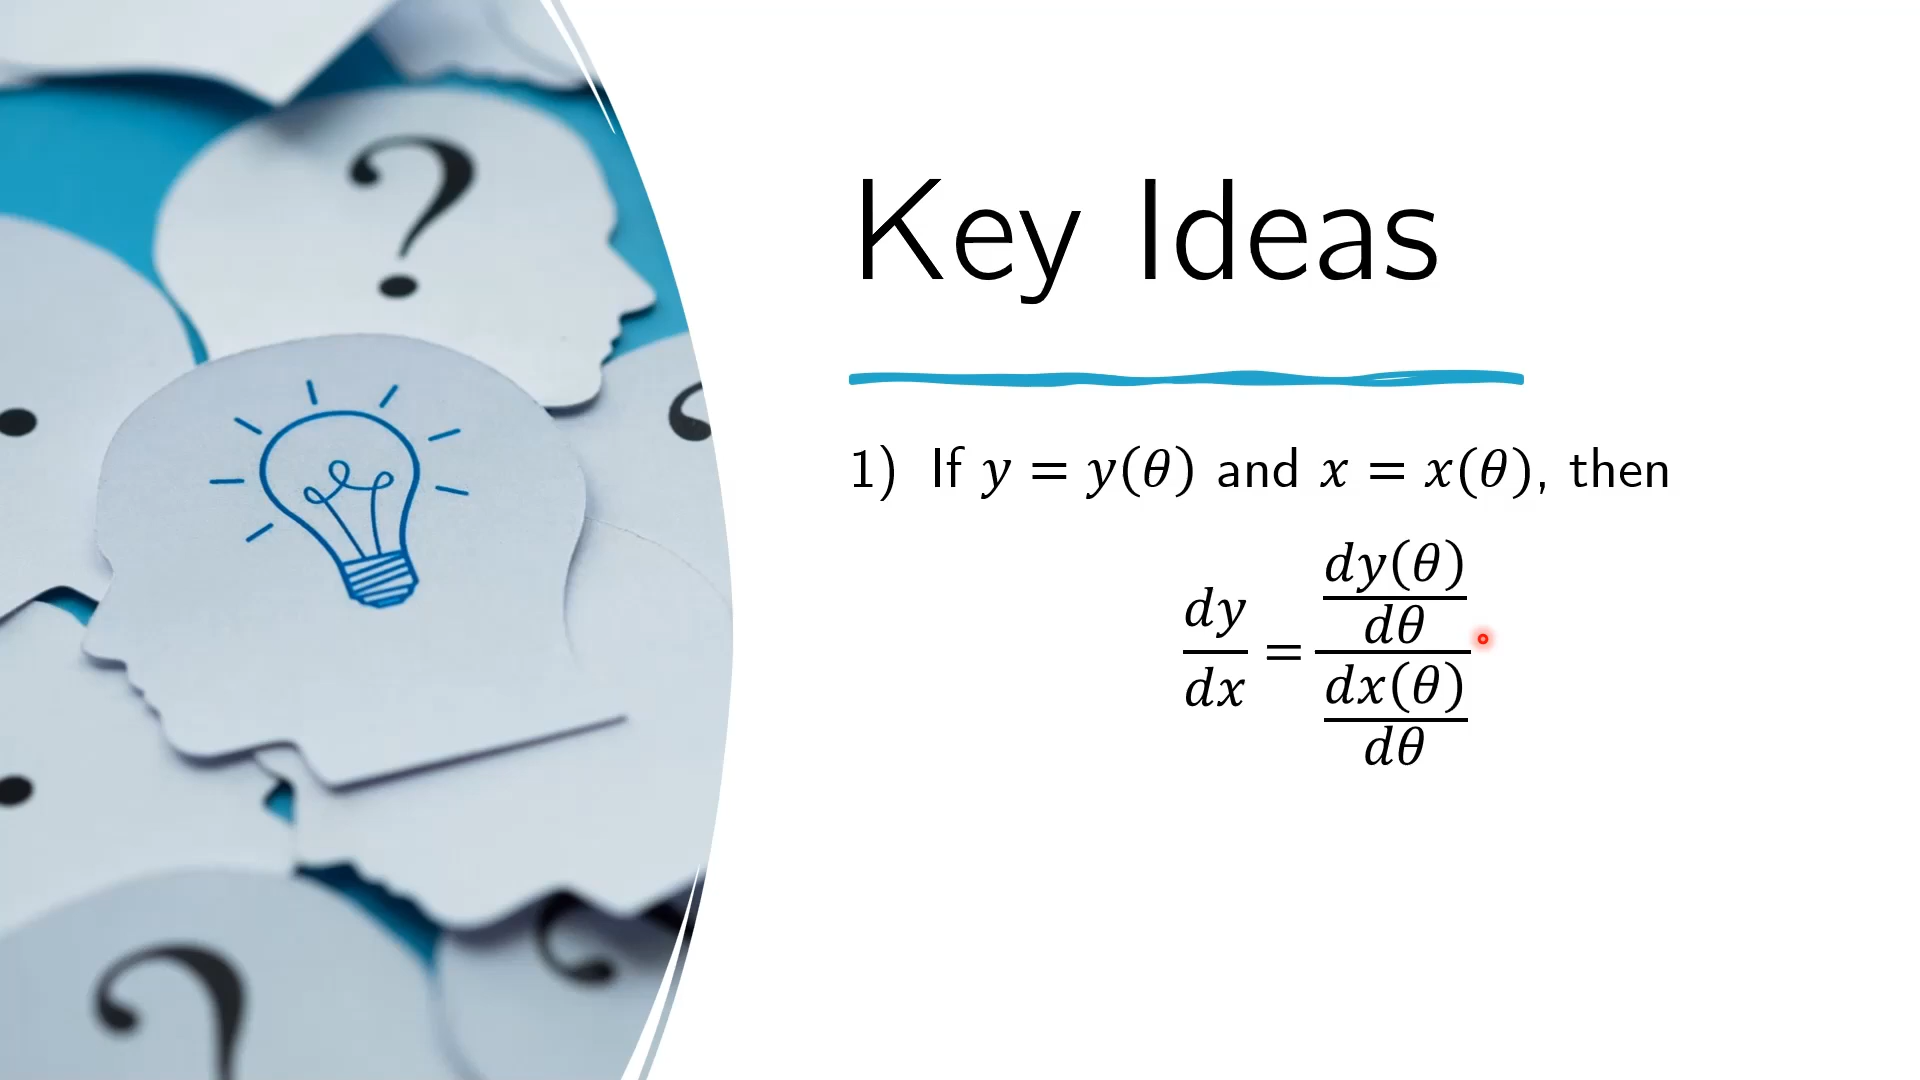 ?
?
Key Ideas
1) If y = y(θ) and x = x(θ), then
dy/dx = (dy(θ)/dθ)/(dx(θ)/dθ)